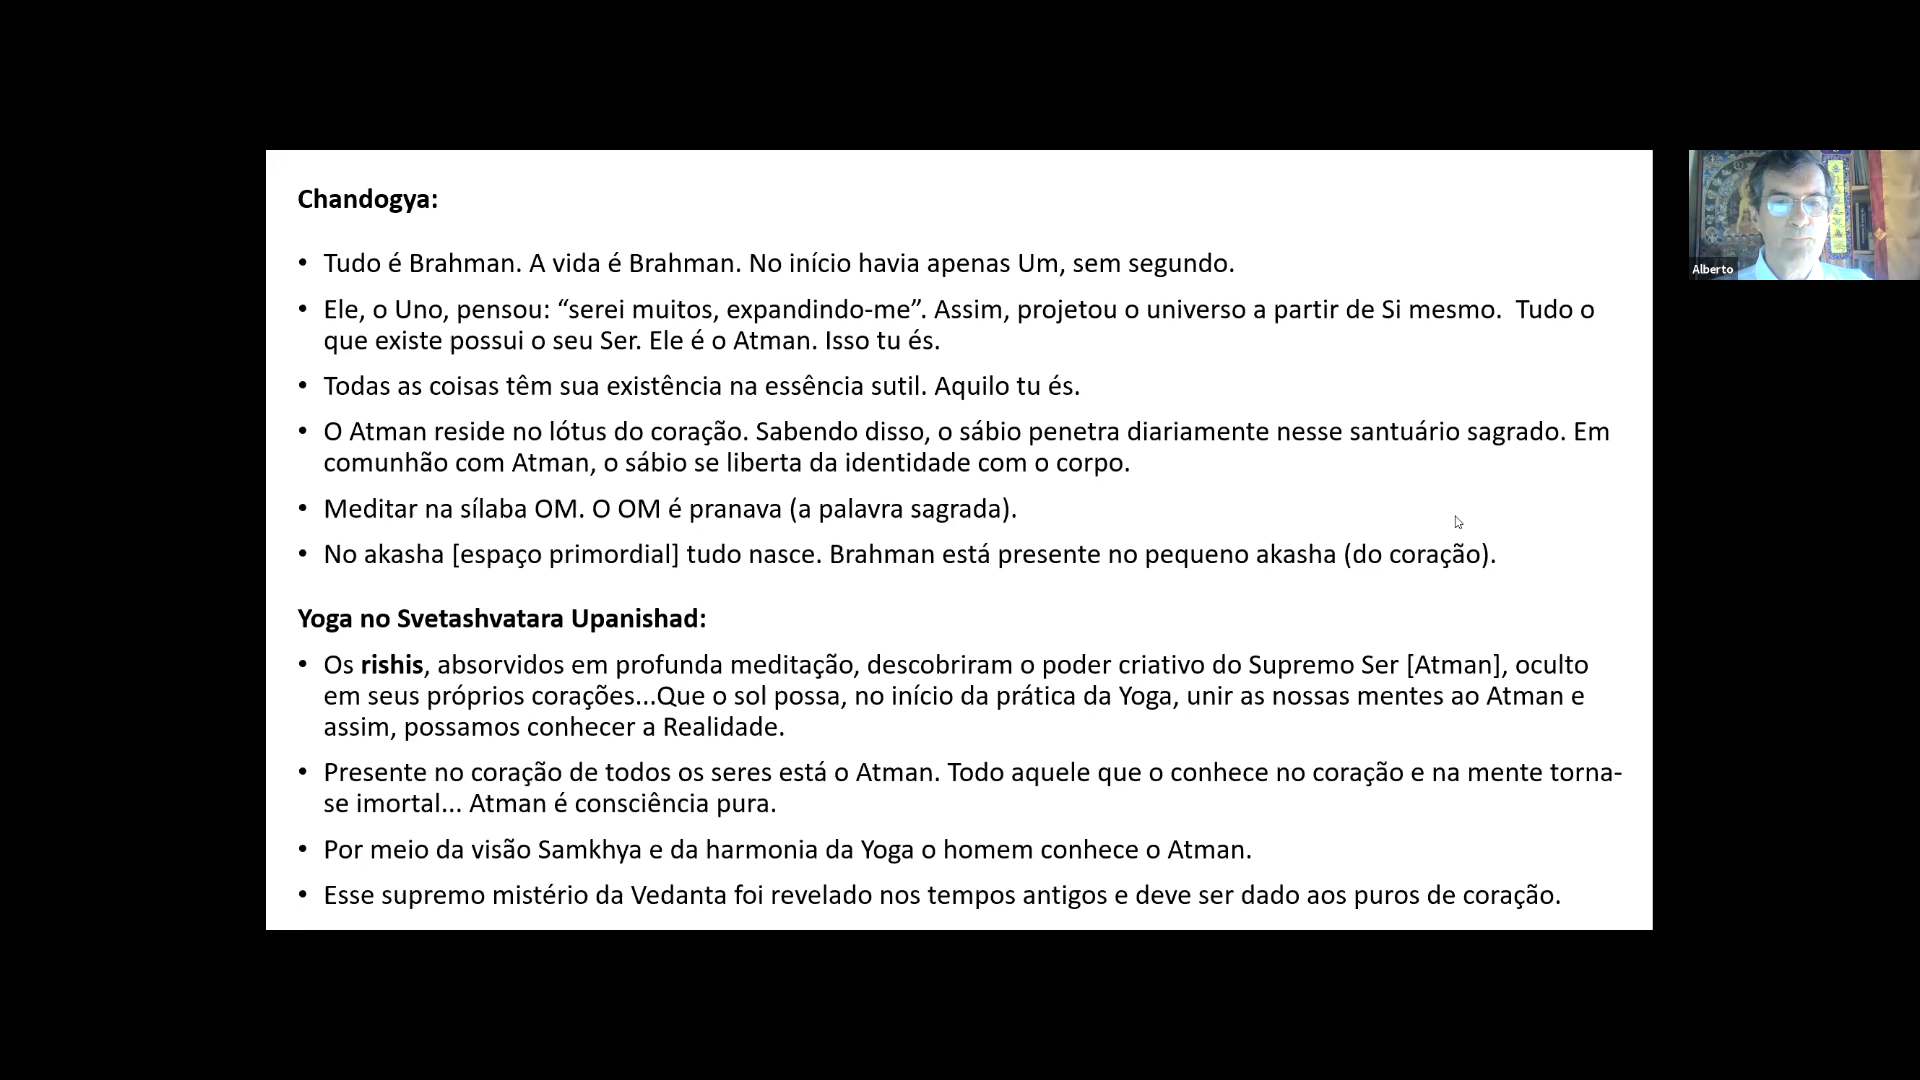 Chandogya:
• Tudo é Brahman. A vida é Brahman. No início havia apenas Um, sem segundo.
• Ele, o Uno, pensou: “serei muitos, expandindo-me”. Assim, projetou o universo a partir de Si mesmo.  Tudo o
que existe possui o seu Ser. Ele é o Atman. Isso tu és.
• Todas as coisas têm sua existência na essência sutil. Aquilo tu és.
• O Atman reside no lótus do coração. Sabendo disso, o sábio penetra diariamente nesse santuário sagrado. Em
comunhão com Atman, o sábio se liberta da identidade com o corpo.
• Meditar na sílaba OM. O OM é pranava (a palavra sagrada).
• No akasha [espaço primordial] tudo nasce. Brahman está presente no pequeno akasha (do coração).
Yoga no Svetashvatara Upanishad:
• Os rishis, absorvidos em profunda meditação, descobriram o poder criativo do Supremo Ser [Atman], oculto
em seus próprios corações...Que o sol possa, no início da prática da Yoga, unir as nossas mentes ao Atman e
assim, possamos conhecer a Realidade.
• Presente no coração de todos os seres está o Atman. Todo aquele que o conhece no coração e na mente torna-
se imortal... Atman é consciência pura.
• Por meio da visão Samkhya e da harmonia da Yoga o homem conhece o Atman.
• Esse supremo mistério da Vedanta foi revelado nos tempos antigos e deve ser dado aos puros de coração.
Alberto